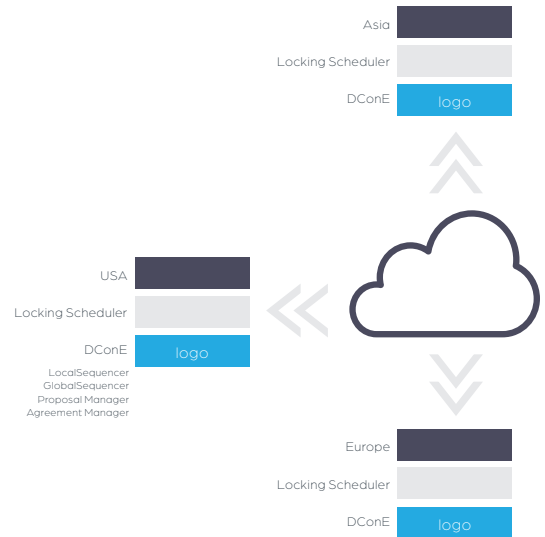 Asia
Locking Scheduler
DConE
logo
USA
Locking Scheduler
DConE
logo
LocalSequencer
GlobalSequencer
Proposal Manager
Agreement Manager
Europe
Locking Scheduler
DConE
logo